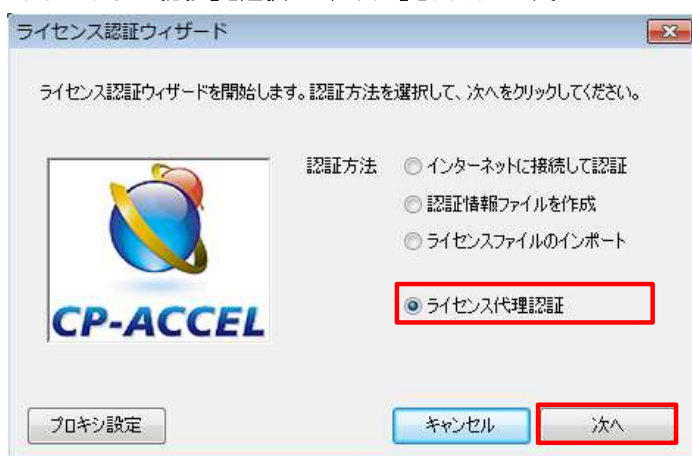 ライセンス認証ウィザード
ライセンス認証ウィザードを開始します。認証方法を選択して、次へをクリックしてください。
認証方法
インターネットに接続して認証
認証情報ファイルを作成
ライセンスファイルのインポート
ライセンス代理認証
CP-ACCEL
プロキシ設定
キャンセル
次へ